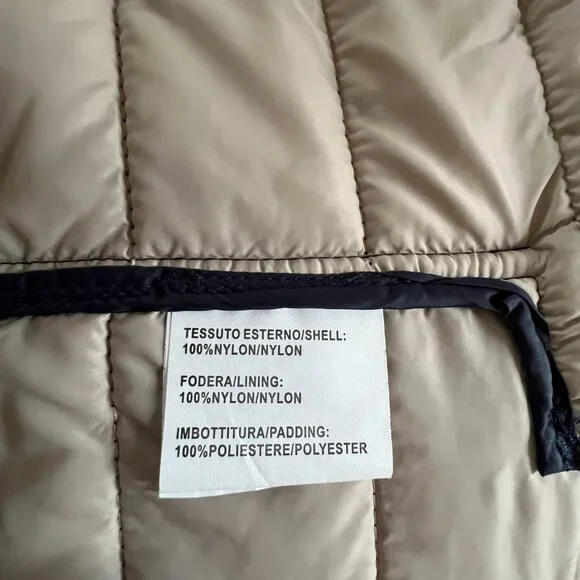 TESSUTO ESTERNO/SHELL:
100%NYLON/NYLON
FODERA/LINING:
100%NYLON/NYLON
IMBOTTITURA/PADDING:
100%POLIESTERE/POLYESTER